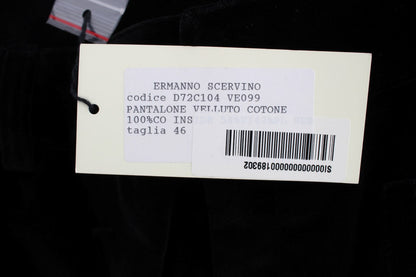 ERMANNO SCERVINO
codice D72C104 VE099
PANTALONE VELLUTO COTONE
100%CO INS
taglia 46
SI000000000000189302